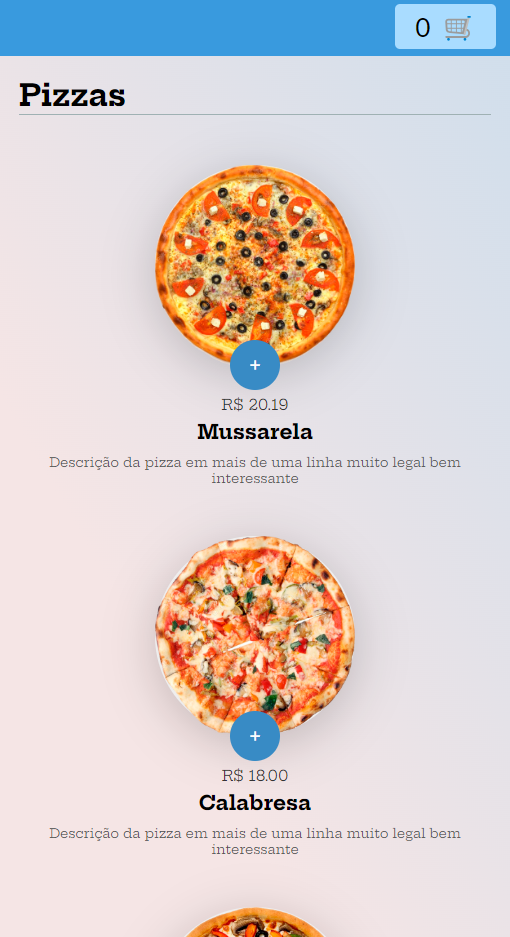 0
Pizzas
+
R$ 20.19
Mussarela
Descrição da pizza em mais de uma linha muito legal bem
interessante
+
R$ 18.00
Calabresa
Descrição da pizza em mais de uma linha muito legal bem
interessante